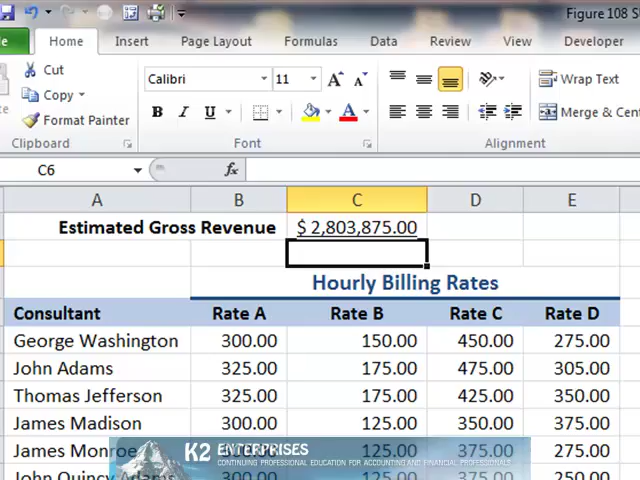 Figure 108 S
Home Insert Page Layout Formulas Data Review View Developer
Cut
Copy
Format Painter
Calibri 11
B I U A
Wrap Text
Merge & Cen
Clipboard Font Alignment
C6 fx
A B C D E
Estimated Gross Revenue $ 2,803,875.00
Hourly Billing Rates
Consultant Rate A Rate B Rate C Rate D
George Washington 300.00 150.00 450.00 275.00
John Adams 325.00 175.00 475.00 305.00
Thomas Jefferson 325.00 175.00 425.00 350.00
James Madison 300.00 125.00 350.00 375.00
James Monroe 125.00 375.00 275.00
John Quincy Adams
K2 ENTERPRISES
CONTINUING PROFESSIONAL EDUCATION FOR ACCOUNTING AND FINANCIAL PROFESSIONALS